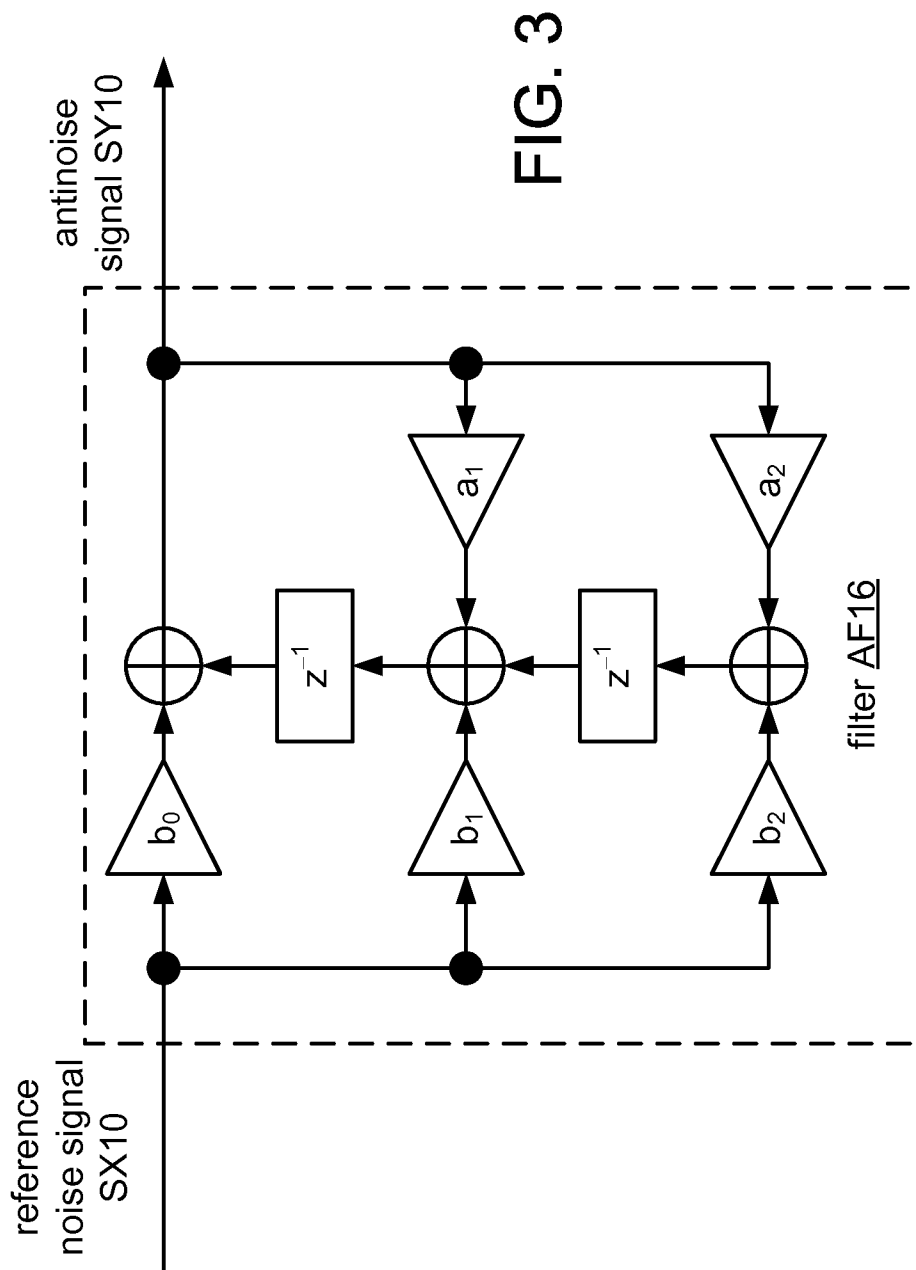 reference
noise signal
SX10
antinoise
signal SY10
b₀
b₁
b₂
z⁻¹
z⁻¹
a₁
a₂
filter AF16
FIG. 3